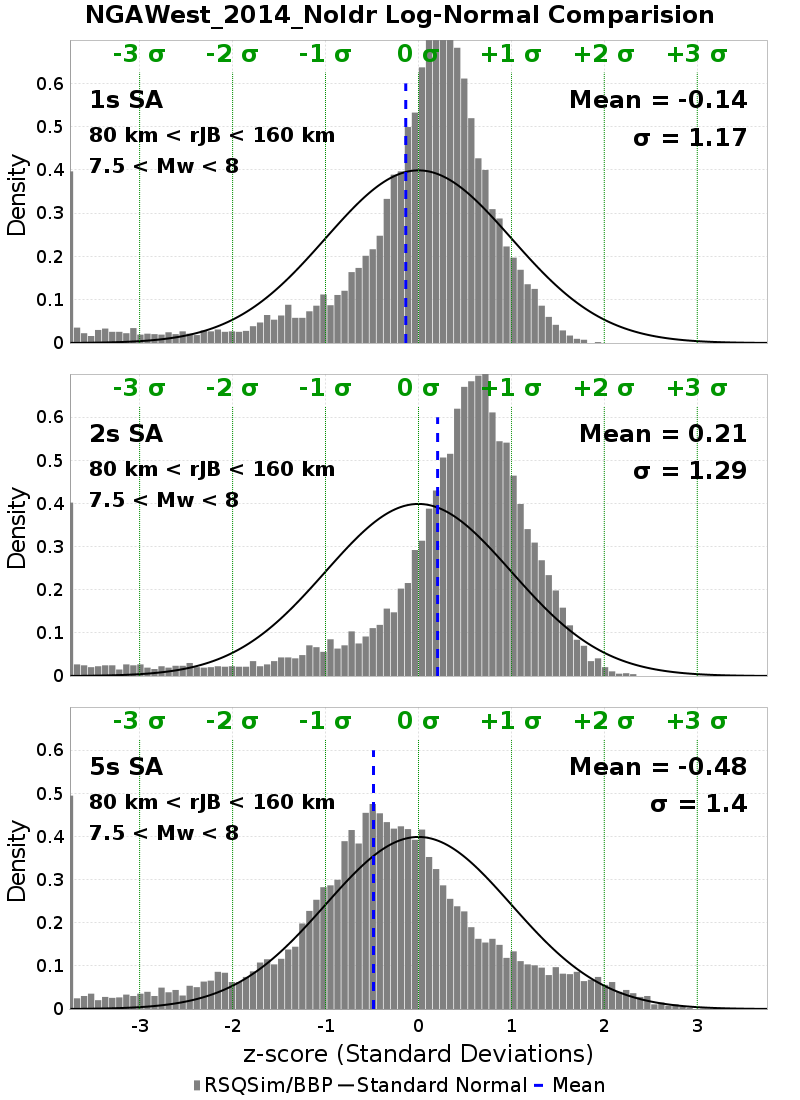 NGAWest_2014_NoIdr Log-Normal Comparision
-3 σ -2 σ -1 σ 0 σ +1 σ +2 σ +3 σ
1s SA
Mean = -0.14
80 km < rJB < 160 km
σ = 1.17
7.5 < Mw < 8
Density
0.6
0.5
0.4
0.3
0.2
0.1
0
-3 σ -2 σ -1 σ 0 σ +1 σ +2 σ +3 σ
2s SA
Mean = 0.21
80 km < rJB < 160 km
σ = 1.29
7.5 < Mw < 8
Density
0.6
0.5
0.4
0.3
0.2
0.1
0
-3 σ -2 σ -1 σ 0 σ +1 σ +2 σ +3 σ
5s SA
Mean = -0.48
80 km < rJB < 160 km
σ = 1.4
7.5 < Mw < 8
Density
0.6
0.5
0.4
0.3
0.2
0.1
0
-3 -2 -1 0 1 2 3
z-score (Standard Deviations)
RSQSim/BBP Standard Normal Mean